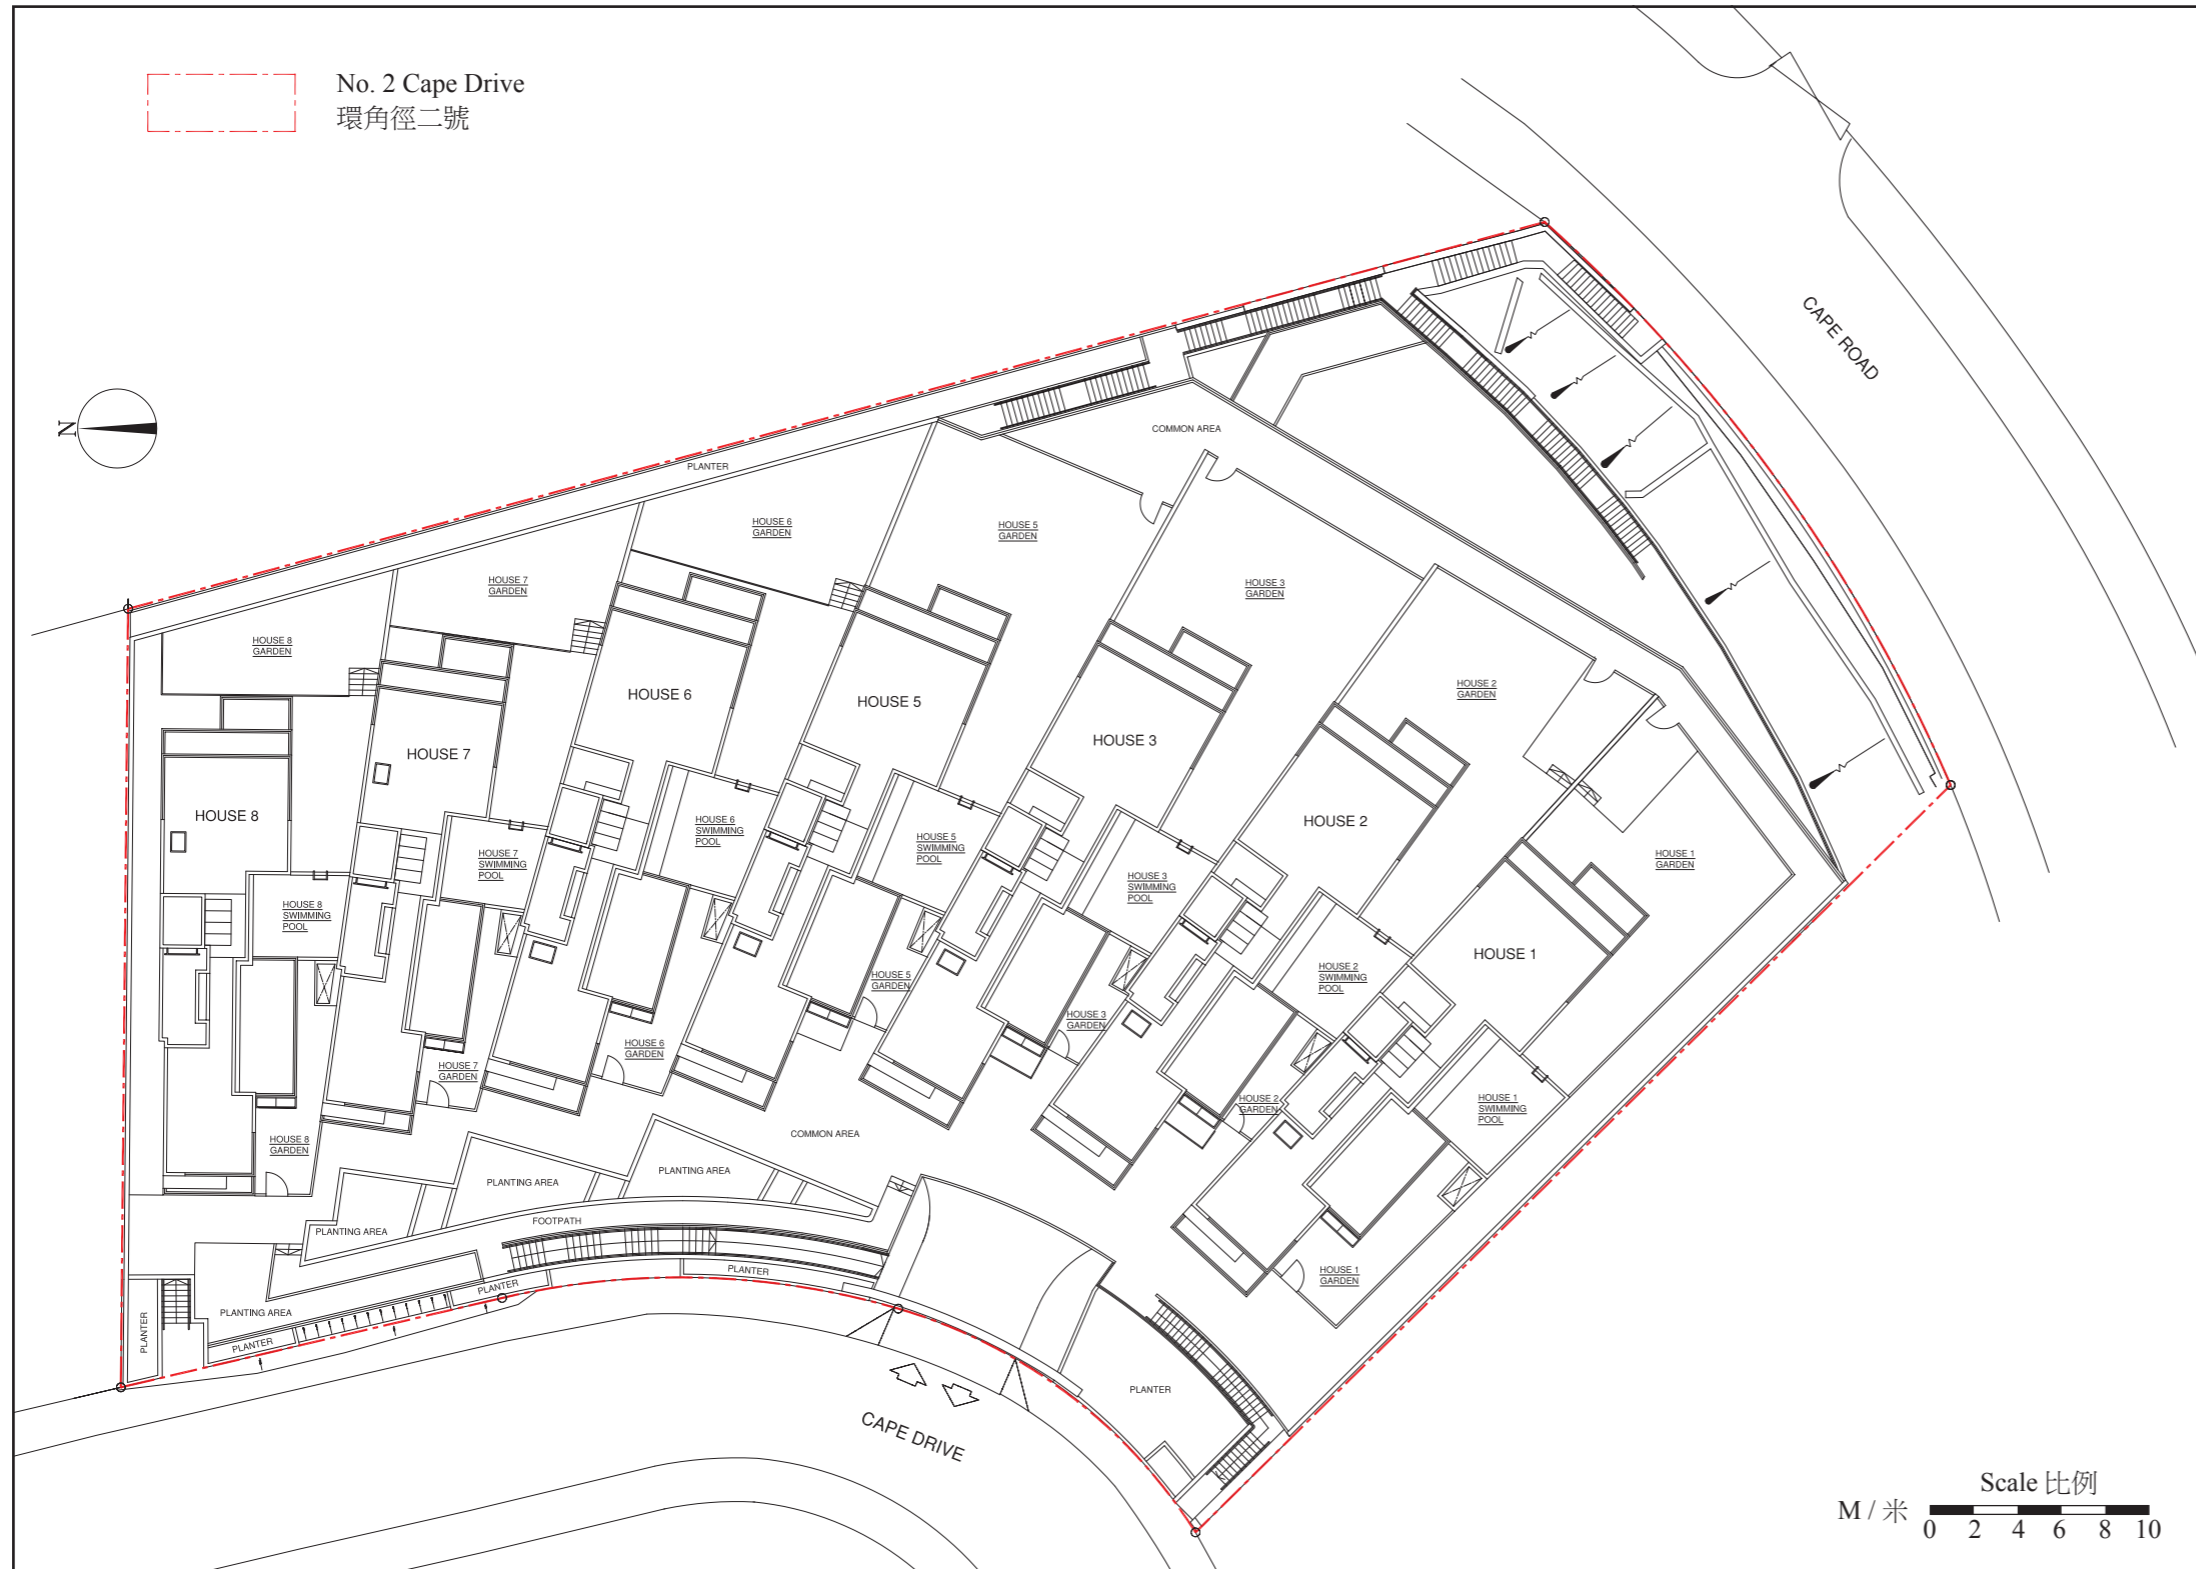 No. 2 Cape Drive
環角徑二號
CAPE ROAD
N
COMMON AREA
PLANTER
HOUSE 6
GARDEN
HOUSE 5
GARDEN
HOUSE 7
GARDEN
HOUSE 3
GARDEN
HOUSE 8
GARDEN
HOUSE 2
GARDEN
HOUSE 6
HOUSE 5
HOUSE 3
HOUSE 7
HOUSE 8
HOUSE 2
HOUSE 1
GARDEN
HOUSE 6
SWIMMING
POOL
HOUSE 5
SWIMMING
POOL
HOUSE 7
SWIMMING
POOL
HOUSE 3
SWIMMING
POOL
HOUSE 8
SWIMMING
POOL
HOUSE 1
HOUSE 2
SWIMMING
POOL
HOUSE 5
GARDEN
HOUSE 3
GARDEN
HOUSE 6
GARDEN
HOUSE 7
GARDEN
HOUSE 2
GARDEN
HOUSE 1
SWIMMING
POOL
COMMON AREA
HOUSE 8
GARDEN
PLANTING AREA
PLANTING AREA
FOOTPATH
PLANTING AREA
PLANTER
HOUSE 1
GARDEN
PLANTER
PLANTING AREA
PLANTER
PLANTER
PLANTER
CAPE DRIVE
Scale 比例
M / 米
0 2 4 6 8 10